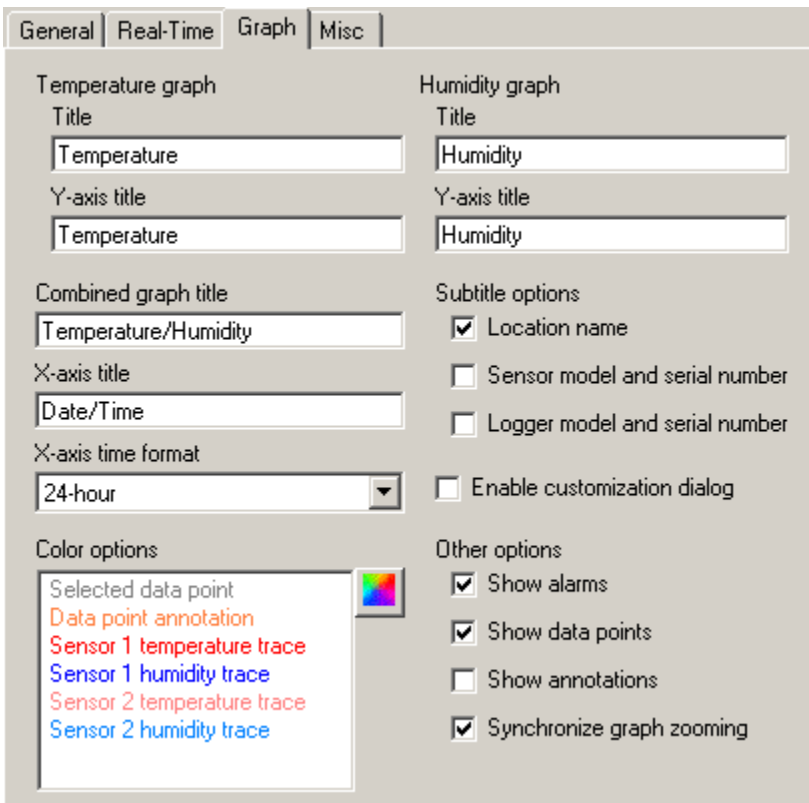 General
Real-Time
Graph
Misc
Temperature graph
Title
Temperature
Y-axis title
Temperature
Humidity graph
Title
Humidity
Y-axis title
Humidity
Combined graph title
Temperature/Humidity
X-axis title
Date/Time
X-axis time format
24-hour
Subtitle options
Location name
Sensor model and serial number
Logger model and serial number
Enable customization dialog
Color options
Selected data point
Data point annotation
Sensor 1 temperature trace
Sensor 1 humidity trace
Sensor 2 temperature trace
Sensor 2 humidity trace
Other options
Show alarms
Show data points
Show annotations
Synchronize graph zooming